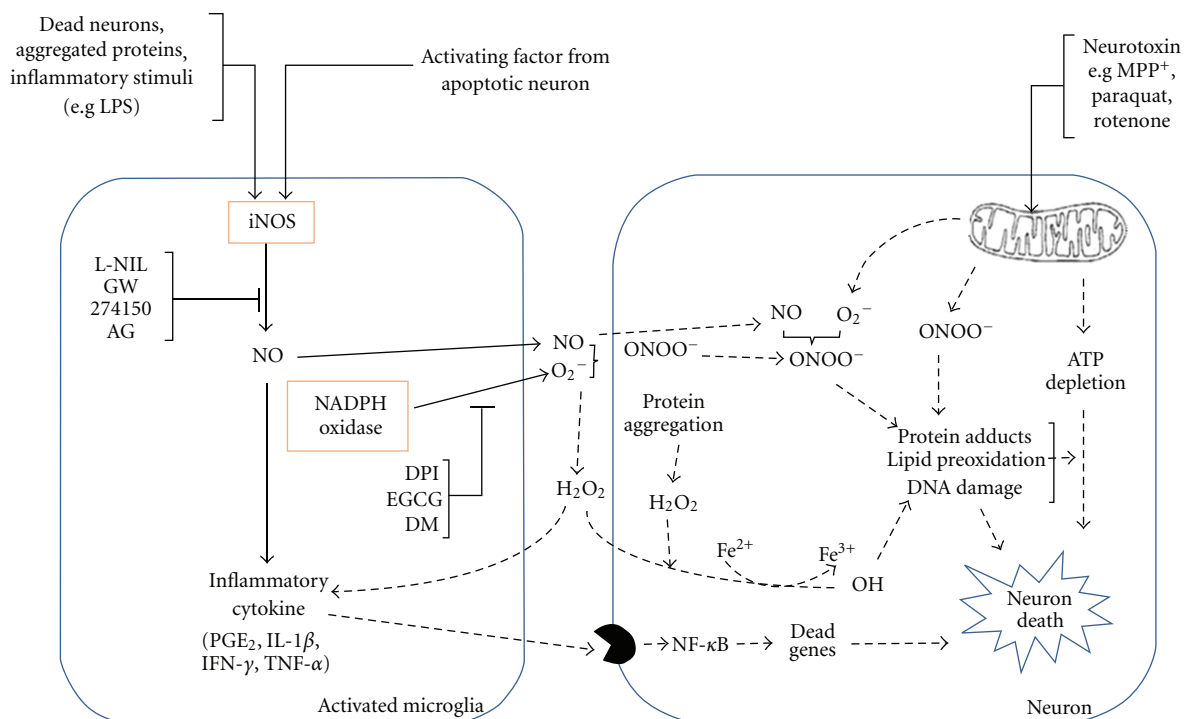 Dead neurons,
aggregated proteins,
inflammatory stimuli
(e.g LPS)
Activating factor from
apoptotic neuron
Neurotoxin
e.g MPP⁺,
paraquat,
rotenone
iNOS
L-NIL
GW
274150
AG
NO
NADPH
oxidase
DPI
EGCG
DM
Inflammatory
cytokine
(PGE₂, IL-1β,
IFN-γ, TNF-α)
Activated microglia
NO
O₂⁻
H₂O₂
ONOO⁻
NO
O₂⁻
ONOO⁻
ONOO⁻
ATP
depletion
Protein
aggregation
H₂O₂
Protein adducts
Lipid preoxidation
DNA damage
Fe²⁺
Fe³⁺
OH
NF-κB
Dead
genes
Neuron
death
Neuron